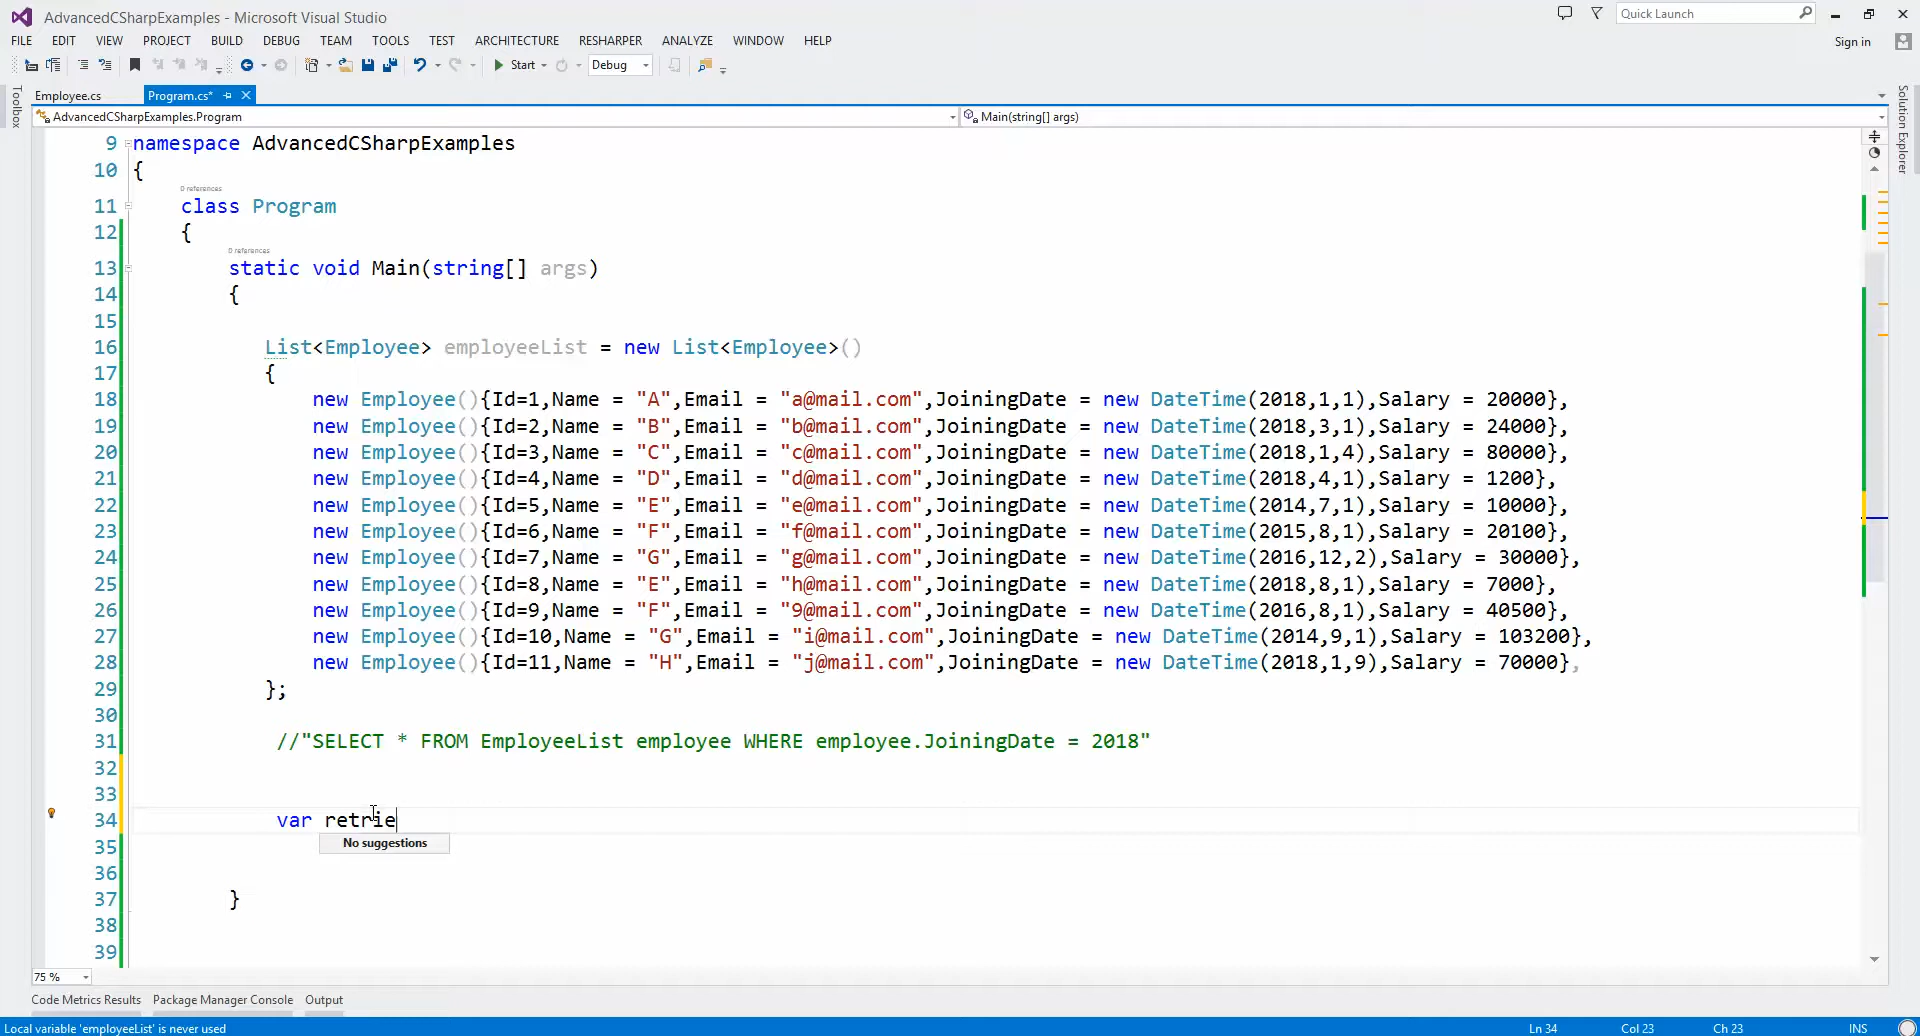 AdvancedCSharpExamples - Microsoft Visual Studio
Quick Launch
FILE EDIT VIEW PROJECT BUILD DEBUG TEAM TOOLS TEST ARCHITECTURE RESHARPER ANALYZE WINDOW HELP
Sign in
Start Debug
Toolbox
Employee.cs Program.cs*
Solution Explorer
AdvancedCSharpExamples.Program Main(string[] args)
9 namespace AdvancedCSharpExamples
10 {
0 references
11 class Program
12 {
0 references
13 static void Main(string[] args)
14 {
15
16 List<Employee> employeeList = new List<Employee>()
17 {
18 new Employee(){Id=1,Name = "A",Email = "a@mail.com",JoiningDate = new DateTime(2018,1,1),Salary = 20000},
19 new Employee(){Id=2,Name = "B",Email = "b@mail.com",JoiningDate = new DateTime(2018,3,1),Salary = 24000},
20 new Employee(){Id=3,Name = "C",Email = "c@mail.com",JoiningDate = new DateTime(2018,1,4),Salary = 80000},
21 new Employee(){Id=4,Name = "D",Email = "d@mail.com",JoiningDate = new DateTime(2018,4,1),Salary = 1200},
22 new Employee(){Id=5,Name = "E",Email = "e@mail.com",JoiningDate = new DateTime(2014,7,1),Salary = 10000},
23 new Employee(){Id=6,Name = "F",Email = "f@mail.com",JoiningDate = new DateTime(2015,8,1),Salary = 20100},
24 new Employee(){Id=7,Name = "G",Email = "g@mail.com",JoiningDate = new DateTime(2016,12,2),Salary = 30000},
25 new Employee(){Id=8,Name = "E",Email = "h@mail.com",JoiningDate = new DateTime(2018,8,1),Salary = 7000},
26 new Employee(){Id=9,Name = "F",Email = "9@mail.com",JoiningDate = new DateTime(2016,8,1),Salary = 40500},
27 new Employee(){Id=10,Name = "G",Email = "i@mail.com",JoiningDate = new DateTime(2014,9,1),Salary = 103200},
28 new Employee(){Id=11,Name = "H",Email = "j@mail.com",JoiningDate = new DateTime(2018,1,9),Salary = 70000},
29 };
30
31 //"SELECT * FROM EmployeeList employee WHERE employee.JoiningDate = 2018"
32
33
34 var retrie
No suggestions
35
36
37 }
38
39
75 %
Code Metrics Results Package Manager Console Output
Local variable 'employeeList' is never used Ln 34 Col 23 Ch 23 INS